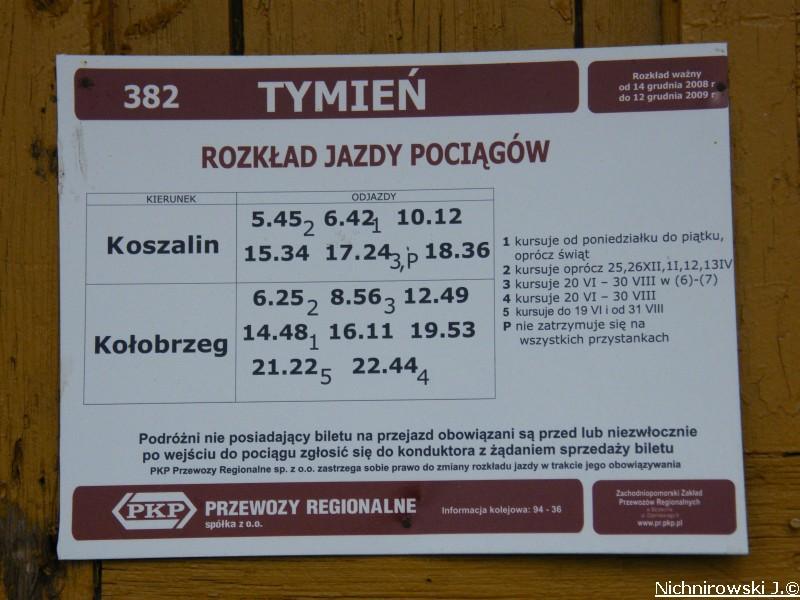 382 TYMIEŃ
Rozkład ważny
od 14 grudnia 2008 r
do 12 grudnia 2009 r
ROZKŁAD JAZDY POCIĄGÓW
KIERUNEK ODJAZDY
Koszalin
5.45 2 6.42 1 10.12
15.34 17.24 3,P 18.36
Kołobrzeg
6.25 2 8.56 3 12.49
14.48 1 16.11 19.53
21.22 5 22.44 4
1 kursuje od poniedziałku do piątku,
oprócz świąt
2 kursuje oprócz 25,26XII,1I,12,13IV
3 kursuje 20 VI – 30 VIII w (6)-(7)
4 kursuje 20 VI – 30 VIII
5 kursuje do 19 VI i od 31 VIII
P nie zatrzymuje się na
wszystkich przystankach
Podróżni nie posiadający biletu na przejazd obowiązani są przed lub niezwłocznie
po wejściu do pociągu zgłosić się do konduktora z żądaniem sprzedaży biletu
PKP Przewozy Regionalne sp. z o.o. zastrzega sobie prawo do zmiany rozkładu jazdy w trakcie jego obowiązywania
PKP PRZEWOZY REGIONALNE
spółka z o.o.
Informacja kolejowa: 94 - 36
Zachodniopomorski Zakład
Przewozów Regionalnych
www.pr.pkp.pl
Nichnirowski J.©